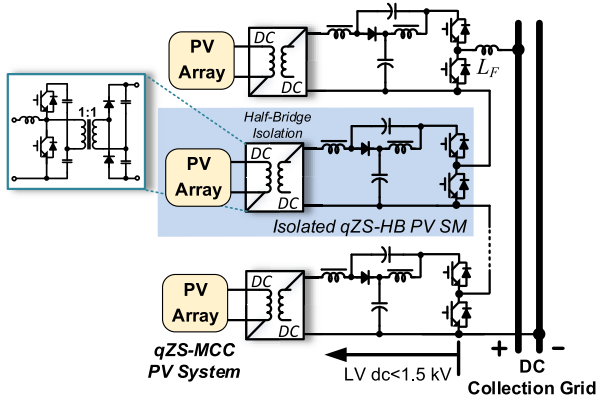 DC
DC
PV
Array
L_F
1:1
Half-Bridge
Isolation
DC
DC
PV
Array
Isolated qZS-HB PV SM
DC
DC
PV
Array
qZS-MCC
PV System
LV dc<1.5 kV
+
−
DC
Collection Grid